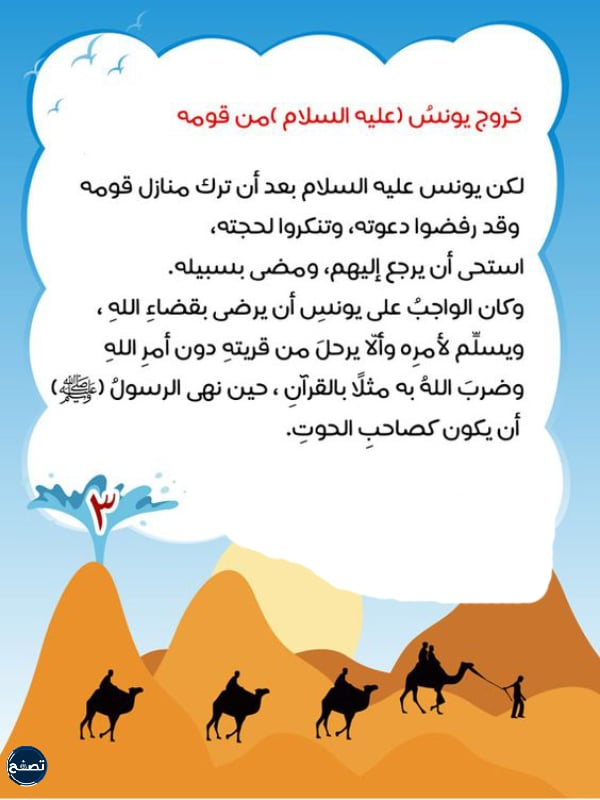 خروج يونسُ (عليه السلام )من قومه
لكن يونس عليه السلام بعد أن ترك منازل قومه
وقد رفضوا دعوته، وتنكروا لحجته،
استحى أن يرجع إليهم، ومضى بسبيله.
وكان الواجبُ على يونسِ أن يرضى بقضاءِ اللهِ ،
ويسلِّم لأمرِه وألّا يرحلَ من قريتهِ دون أمرِ اللهِ
وضربَ اللهُ به مثلًا بالقرآنِ ، حين نهى الرسولُ (ﷺ)
أن يكون كصاحبِ الحوتِ.
٣
تصفح